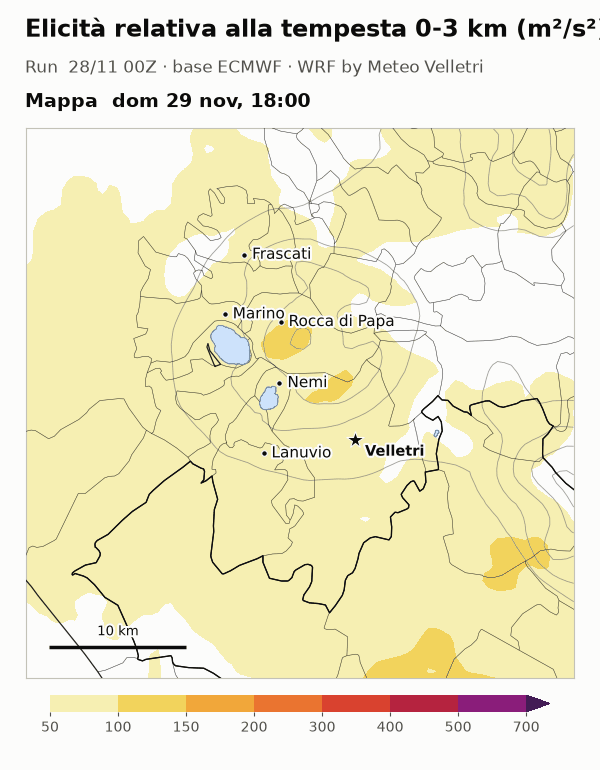 Elicità relativa alla tempesta 0-3 km (m²/s²)
Run 28/11 00Z · base ECMWF · WRF by Meteo Velletri
Mappa dom 29 nov, 18:00
Frascati
Marino
Rocca di Papa
Nemi
Velletri
Lanuvio
10 km
50 100 150 200 300 400 500 700